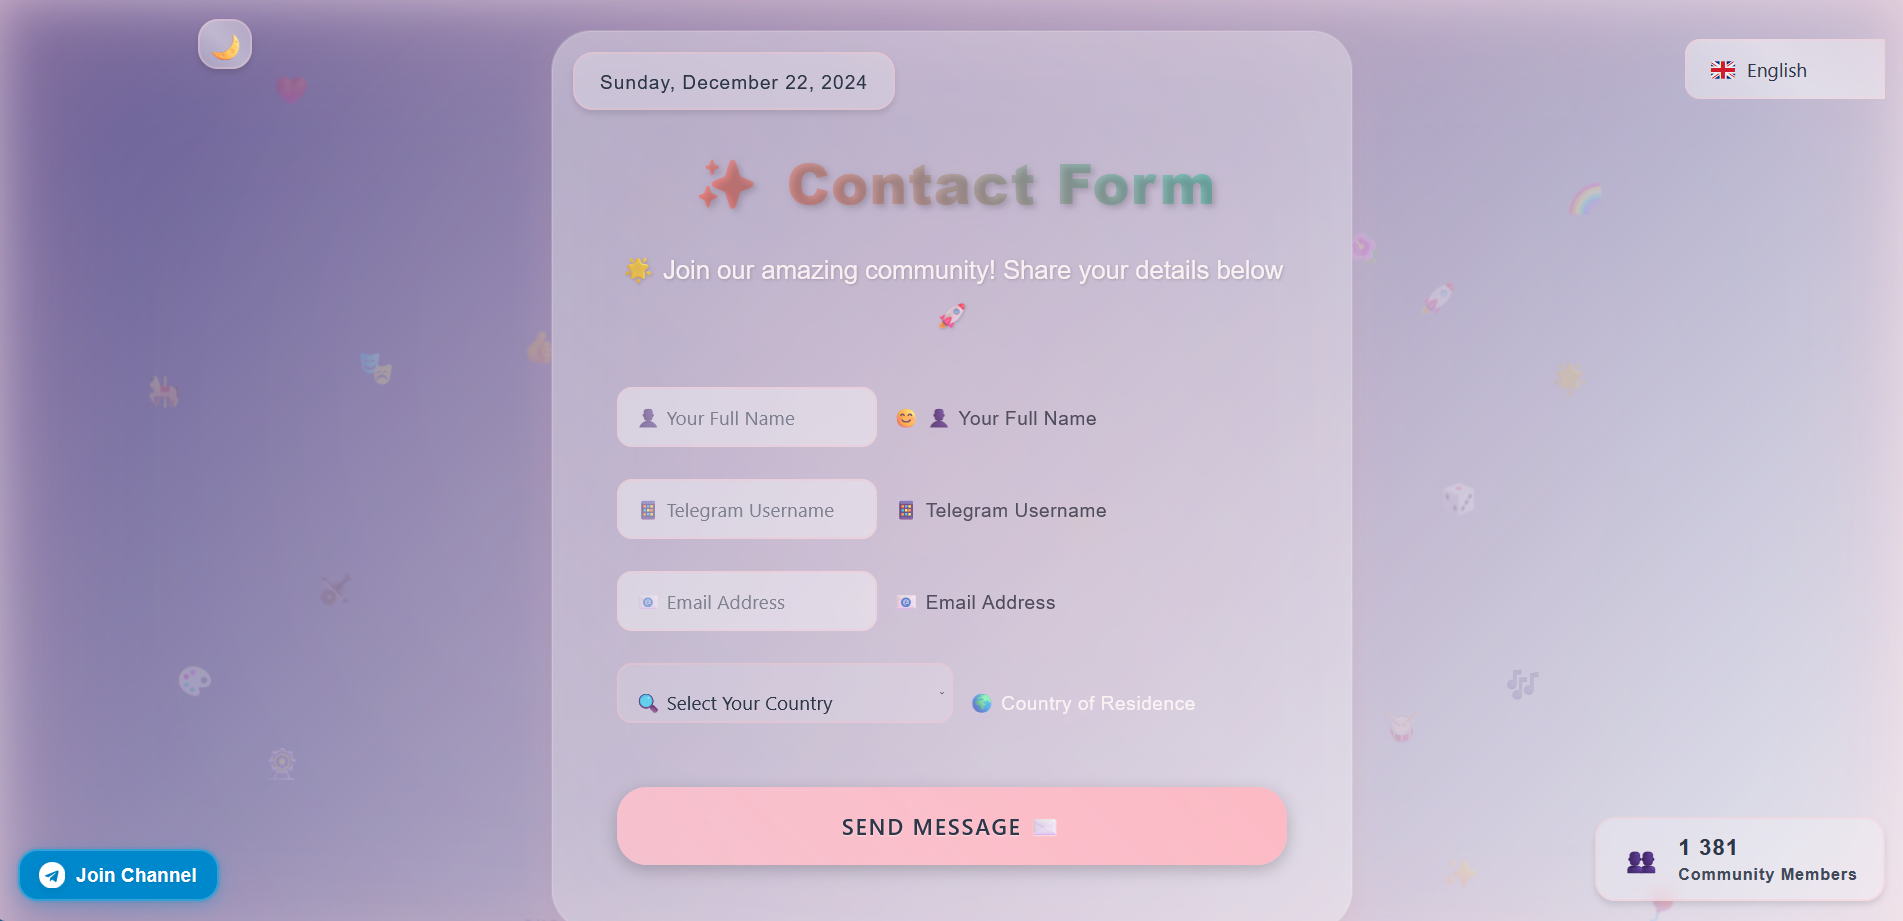 Sunday, December 22, 2024
English
✨ Contact Form
🌟 Join our amazing community! Share your details below
🚀
👤 Your Full Name
😊 👤 Your Full Name
📱 Telegram Username
📱 Telegram Username
📧 Email Address
📧 Email Address
🔍 Select Your Country
🌍 Country of Residence
SEND MESSAGE ✉️
Join Channel
👥 1 381
Community Members